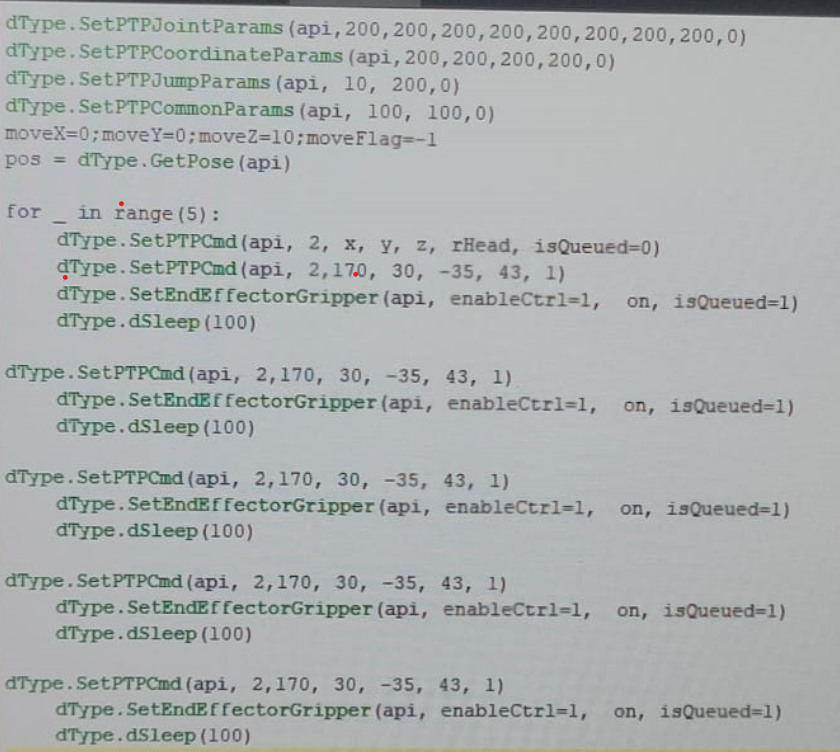 dType.SetPTPJointParams(api,200,200,200,200,200,200,200,200,0)
dType.SetPTPCoordinateParams(api,200,200,200,200,0)
dType.SetPTPJumpParams(api, 10, 200,0)
dType.SetPTPCommonParams(api, 100, 100,0)
moveX=0;moveY=0;moveZ=10;moveFlag=-1
pos = dType.GetPose(api)

for _ in range(5):
    dType.SetPTPCmd(api, 2, x, y, z, rHead, isQueued=0)
    dType.SetPTPCmd(api, 2,170, 30, -35, 43, 1)
    dType.SetEndEffectorGripper(api, enableCtrl=1,  on, isQueued=1)
    dType.dSleep(100)

dType.SetPTPCmd(api, 2,170, 30, -35, 43, 1)
    dType.SetEndEffectorGripper(api, enableCtrl=1,  on, isQueued=1)
    dType.dSleep(100)

dType.SetPTPCmd(api, 2,170, 30, -35, 43, 1)
    dType.SetEndEffectorGripper(api, enableCtrl=1,  on, isQueued=1)
    dType.dSleep(100)

dType.SetPTPCmd(api, 2,170, 30, -35, 43, 1)
    dType.SetEndEffectorGripper(api, enableCtrl=1,  on, isQueued=1)
    dType.dSleep(100)

dType.SetPTPCmd(api, 2,170, 30, -35, 43, 1)
    dType.SetEndEffectorGripper(api, enableCtrl=1,  on, isQueued=1)
    dType.dSleep(100)